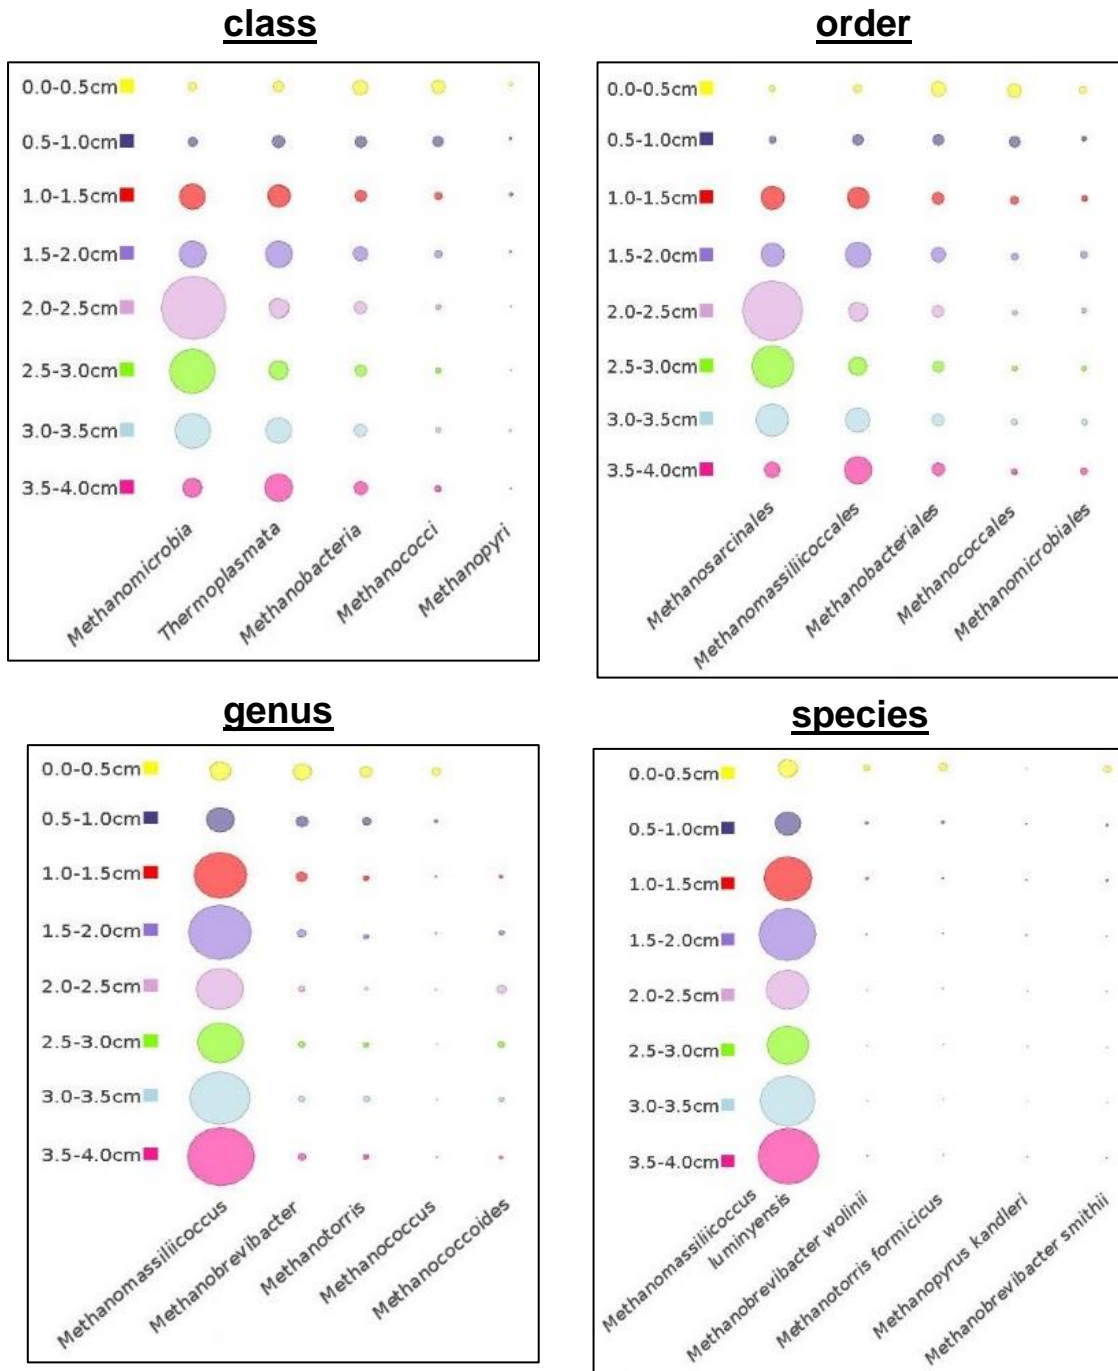 class
0.0-0.5cm
0.5-1.0cm
1.0-1.5cm
1.5-2.0cm
2.0-2.5cm
2.5-3.0cm
3.0-3.5cm
3.5-4.0cm
Methanomicrobia
Thermoplasmata
Methanobacteria
Methanococci
Methanopyri
order
0.0-0.5cm
0.5-1.0cm
1.0-1.5cm
1.5-2.0cm
2.0-2.5cm
2.5-3.0cm
3.0-3.5cm
3.5-4.0cm
Methanosarcinales
Methanomassiliicoccales
Methanobacteriales
Methanococcales
Methanomicrobiales
genus
0.0-0.5cm
0.5-1.0cm
1.0-1.5cm
1.5-2.0cm
2.0-2.5cm
2.5-3.0cm
3.0-3.5cm
3.5-4.0cm
Methanomassiliicoccus
Methanobrevibacter
Methanotorris
Methanococcus
Methanococcoides
species
0.0-0.5cm
0.5-1.0cm
1.0-1.5cm
1.5-2.0cm
2.0-2.5cm
2.5-3.0cm
3.0-3.5cm
3.5-4.0cm
Methanomassiliicoccus
luminyensis
Methanobrevibacter wolinii
Methanotorris formicicus
Methanopyrus kandleri
Methanobrevibacter smithii